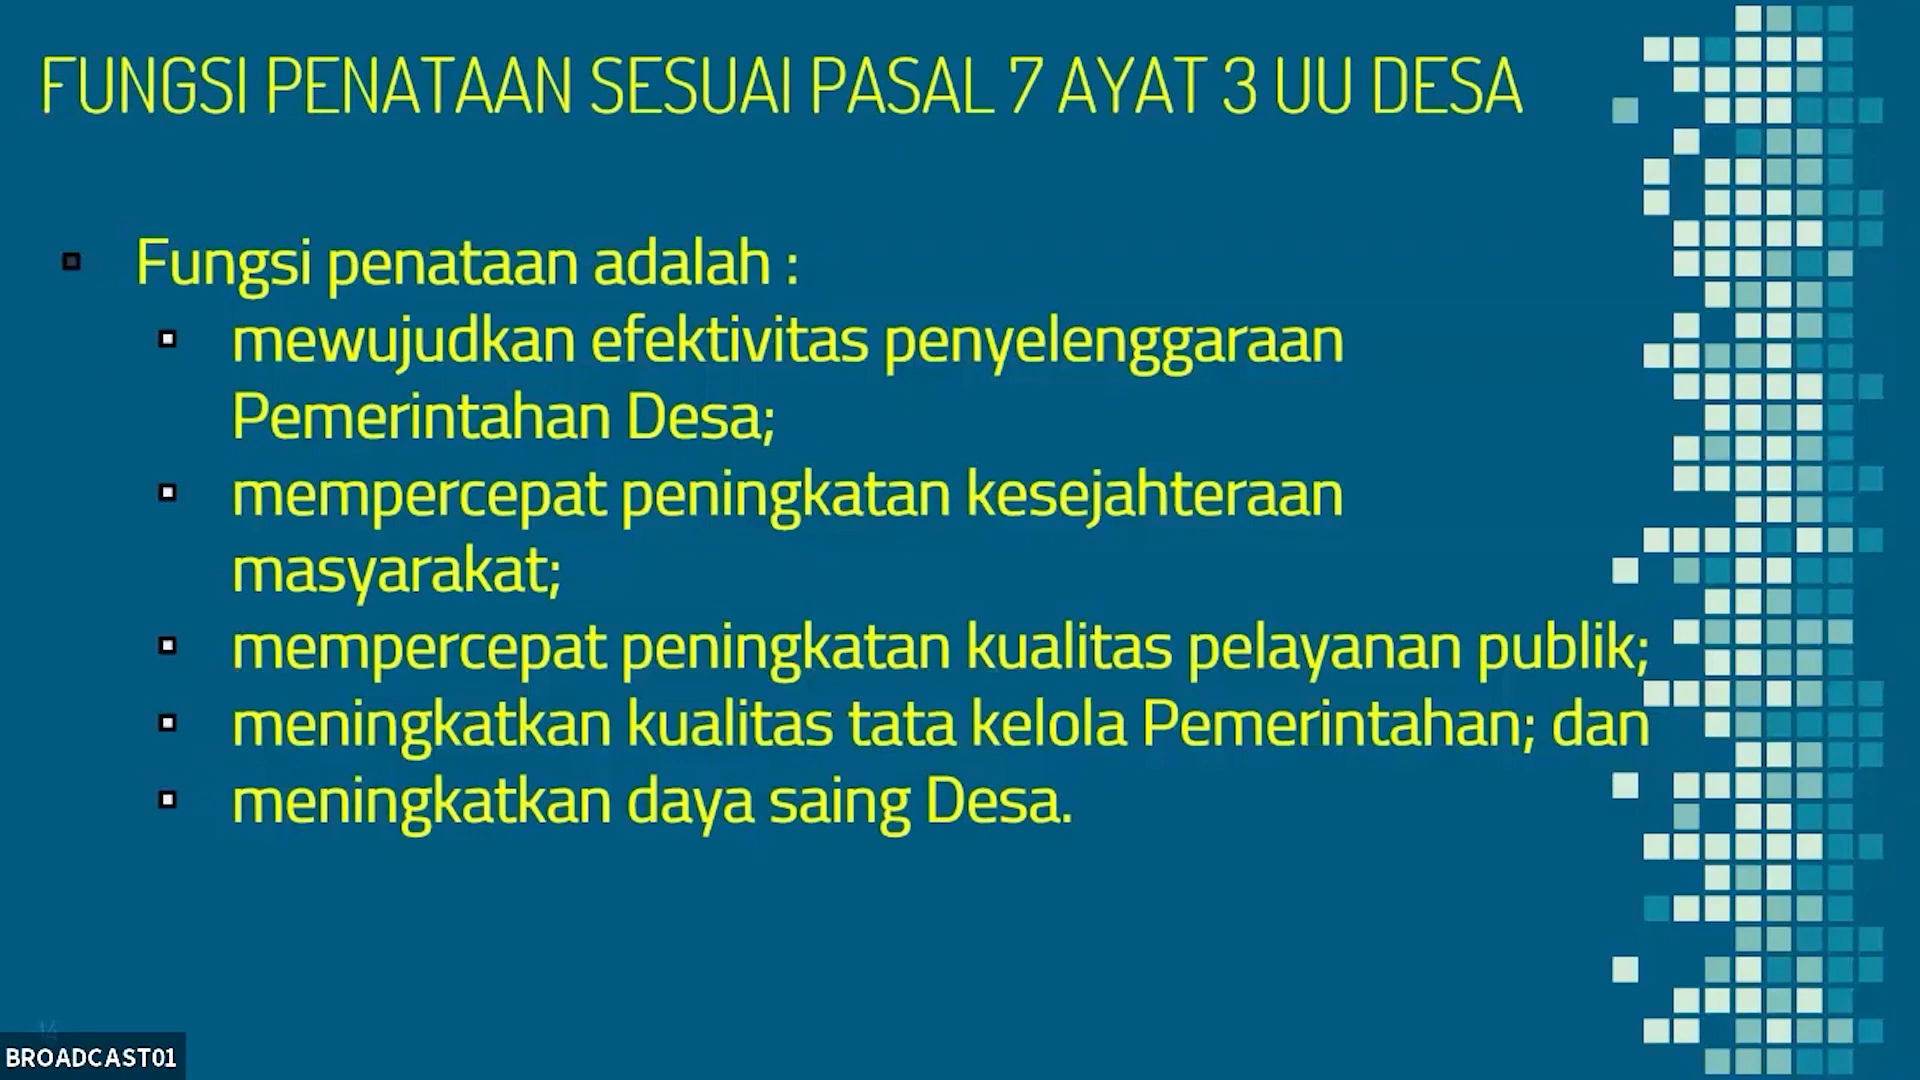 FUNGSI PENATAAN SESUAI PASAL 7 AYAT 3 UU DESA
Fungsi penataan adalah :
mewujudkan efektivitas penyelenggaraan
Pemerintahan Desa;
mempercepat peningkatan kesejahteraan
masyarakat;
mempercepat peningkatan kualitas pelayanan publik;
meningkatkan kualitas tata kelola Pemerintahan; dan
meningkatkan daya saing Desa.
BROADCAST01